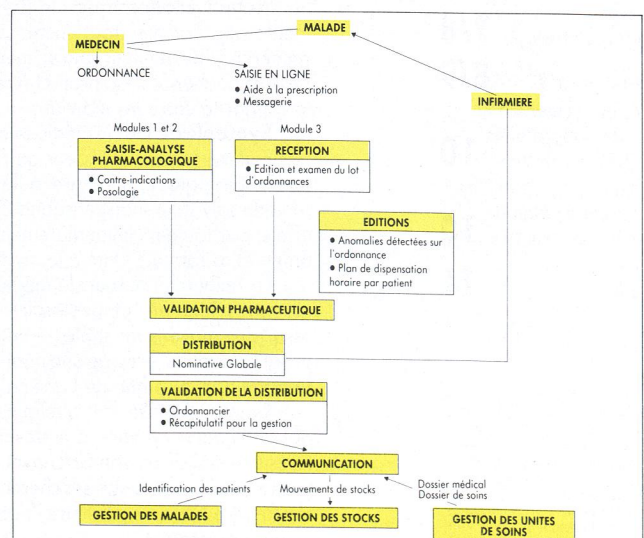 MALADE
MEDECIN
ORDONNANCE
SAISIE EN LIGNE
● Aide à la prescription
● Messagerie
INFIRMIERE
Modules 1 et 2
Module 3
SAISIE-ANALYSE
PHARMACOLOGIQUE
● Contre-indications
● Posologie
RECEPTION
● Edition et examen du lot
d'ordonnances
EDITIONS
● Anomalies détectées sur
l'ordonnance
● Plan de dispensation
horaire par patient
VALIDATION PHARMACEUTIQUE
DISTRIBUTION
Nominative Globale
VALIDATION DE LA DISTRIBUTION
● Ordonnancier
● Récapitulatif pour la gestion
COMMUNICATION
Identification des patients
Mouvements de stocks
Dossier médical
Dossier de soins
GESTION DES MALADES
GESTION DES STOCKS
GESTION DES UNITES
DE SOINS